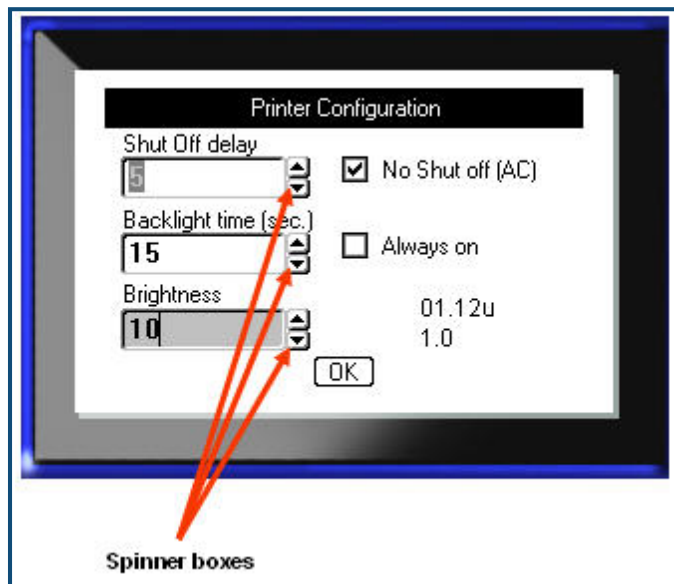 Printer Configuration
Shut Off delay
5
No Shut off (AC)
Backlight time (sec.)
15
Always on
Brightness
10
01.12u
1.0
OK
Spinner boxes